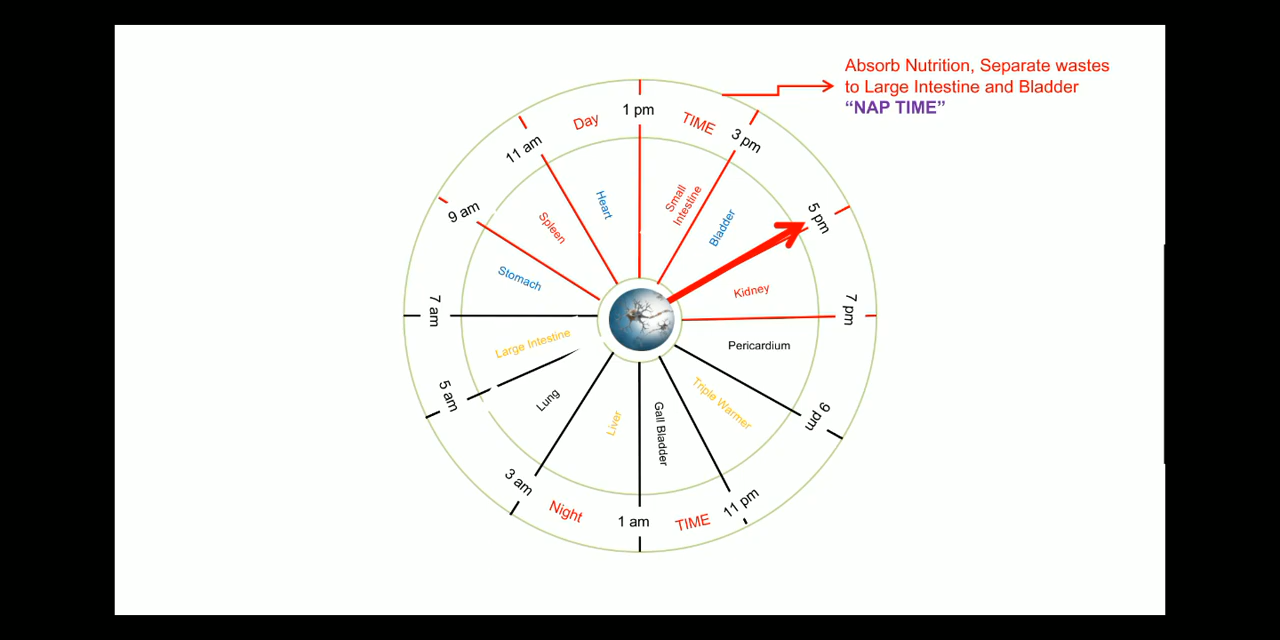 Absorb Nutrition, Separate wastes
to Large Intestine and Bladder
“NAP TIME”
Day
1 pm
TIME
3 pm
5 pm
7 pm
9 pm
11 pm
TIME
1 am
Night
3 am
5 am
7 am
9 am
11 am
Heart
Small
Intestine
Bladder
Kidney
Pericardium
Triple Warmer
Gall Bladder
Liver
Lung
Large Intestine
Stomach
Spleen